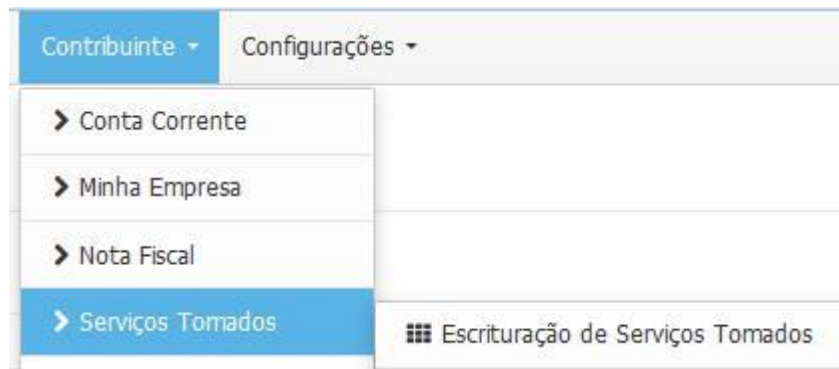 Contribuinte Configurações
Conta Corrente
Minha Empresa
Nota Fiscal
Serviços Tomados
Escrituração de Serviços Tomados